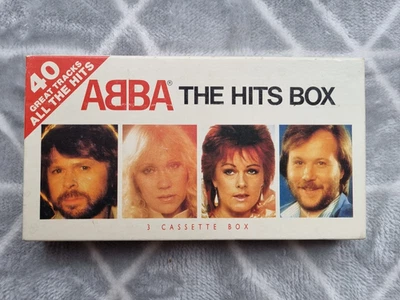 40
GREAT TRACKS
ALL THE HITS
ABBA® THE HITS BOX
3 CASSETTE BOX